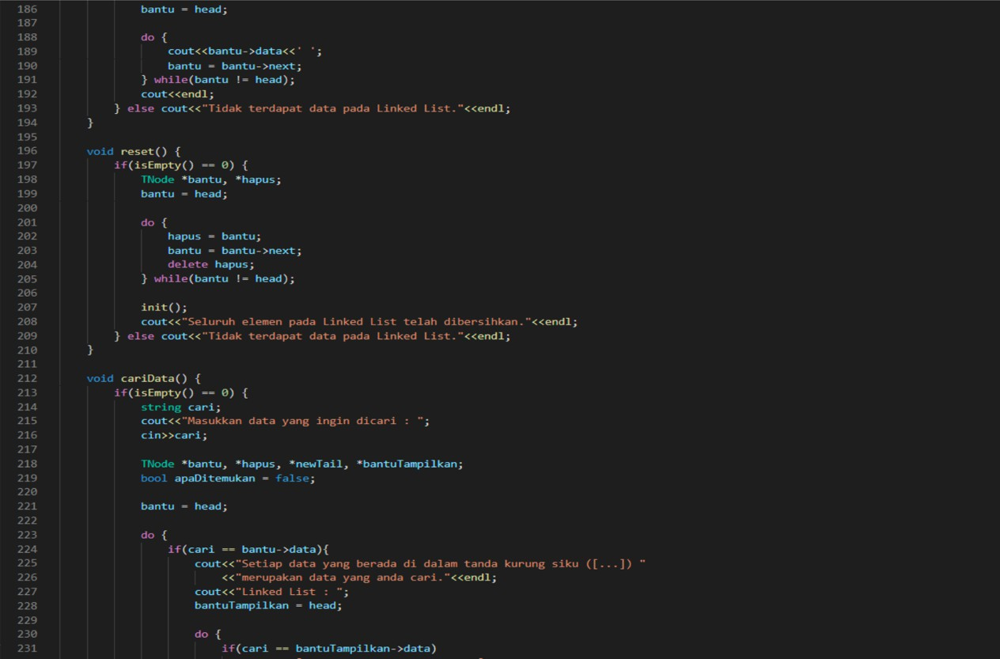 186 bantu = head;
187
188 do {
189 cout<<bantu->data<<' ';
190 bantu = bantu->next;
191 } while(bantu != head);
192 cout<<endl;
193 } else cout<<"Tidak terdapat data pada Linked List."<<endl;
194 }
195
196 void reset() {
197 if(isEmpty() == 0) {
198 TNode *bantu, *hapus;
199 bantu = head;
200
201 do {
202 hapus = bantu;
203 bantu = bantu->next;
204 delete hapus;
205 } while(bantu != head);
206
207 init();
208 cout<<"Seluruh elemen pada Linked List telah dibersihkan."<<endl;
209 } else cout<<"Tidak terdapat data pada Linked List."<<endl;
210 }
211
212 void cariData() {
213 if(isEmpty() == 0) {
214 string cari;
215 cout<<"Masukkan data yang ingin dicari : ";
216 cin>>cari;
217
218 TNode *bantu, *hapus, *newTail, *bantuTampilkan;
219 bool apaDitemukan = false;
220
221 bantu = head;
222
223 do {
224 if(cari == bantu->data){
225 cout<<"Setiap data yang berada di dalam tanda kurung siku ([...]) "
226 <<"merupakan data yang anda cari."<<endl;
227 cout<<"Linked List : ";
228 bantuTampilkan = head;
229
230 do {
231 if(cari == bantuTampilkan->data)